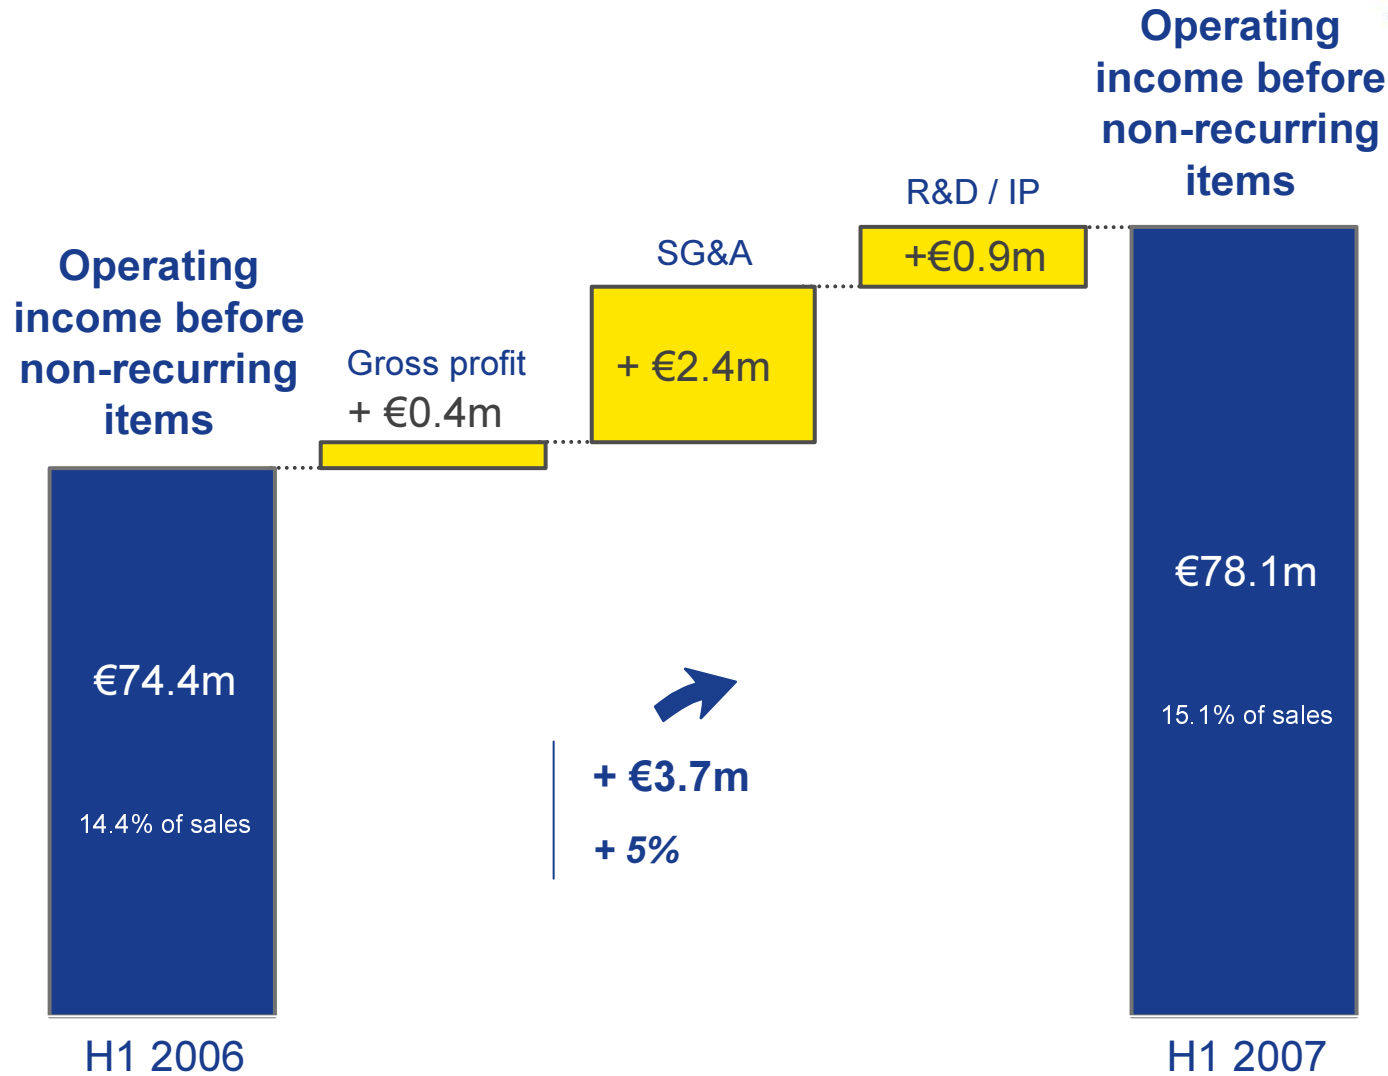 Operating
income before
non-recurring
items
€74.4m
14.4% of sales
H1 2006
Gross profit
+ €0.4m
SG&A
+ €2.4m
R&D / IP
+€0.9m
+ €3.7m
+ 5%
Operating
income before
non-recurring
items
€78.1m
15.1% of sales
H1 2007